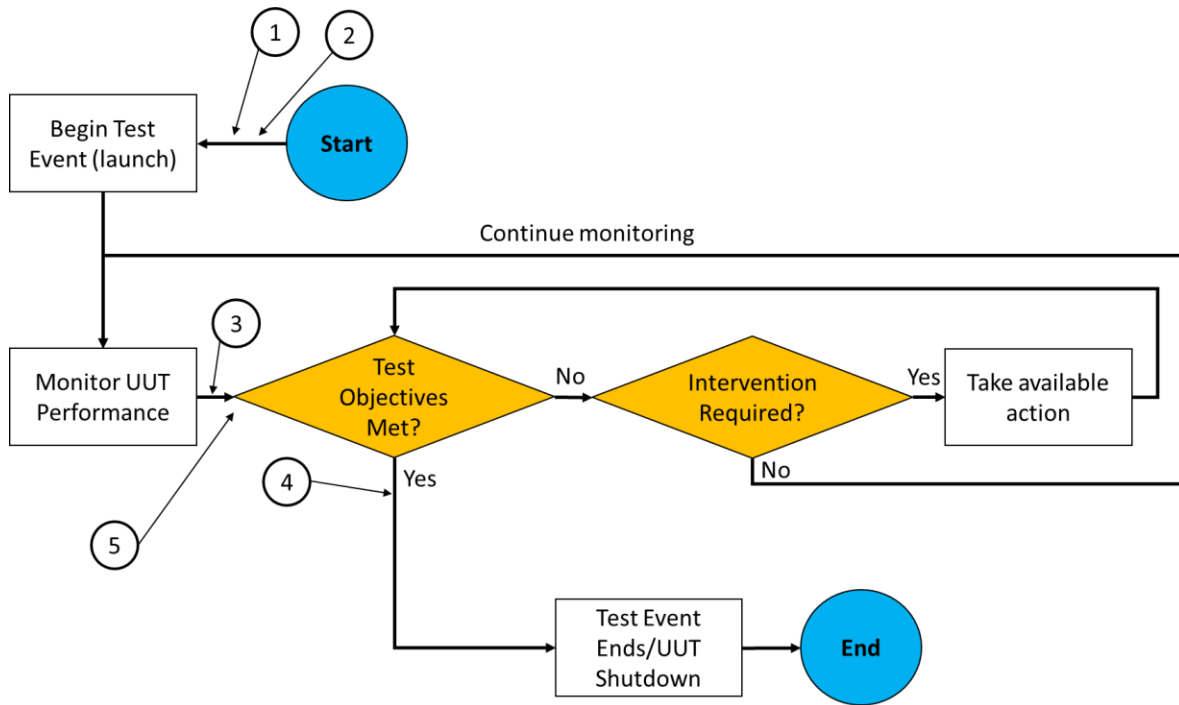 1
2
Begin Test
Event (launch)
Start
Continue monitoring
3
Monitor UUT
Performance
Test
Objectives
Met?
No
Intervention
Required?
Yes
Take available
action
No
4
Yes
5
Test Event
Ends/UUT
Shutdown
End